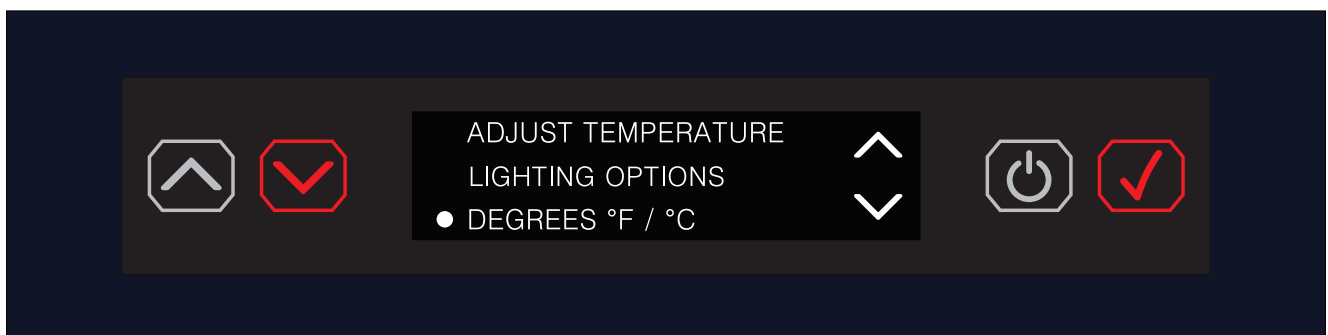 ADJUST TEMPERATURE
LIGHTING OPTIONS
DEGREES °F / °C